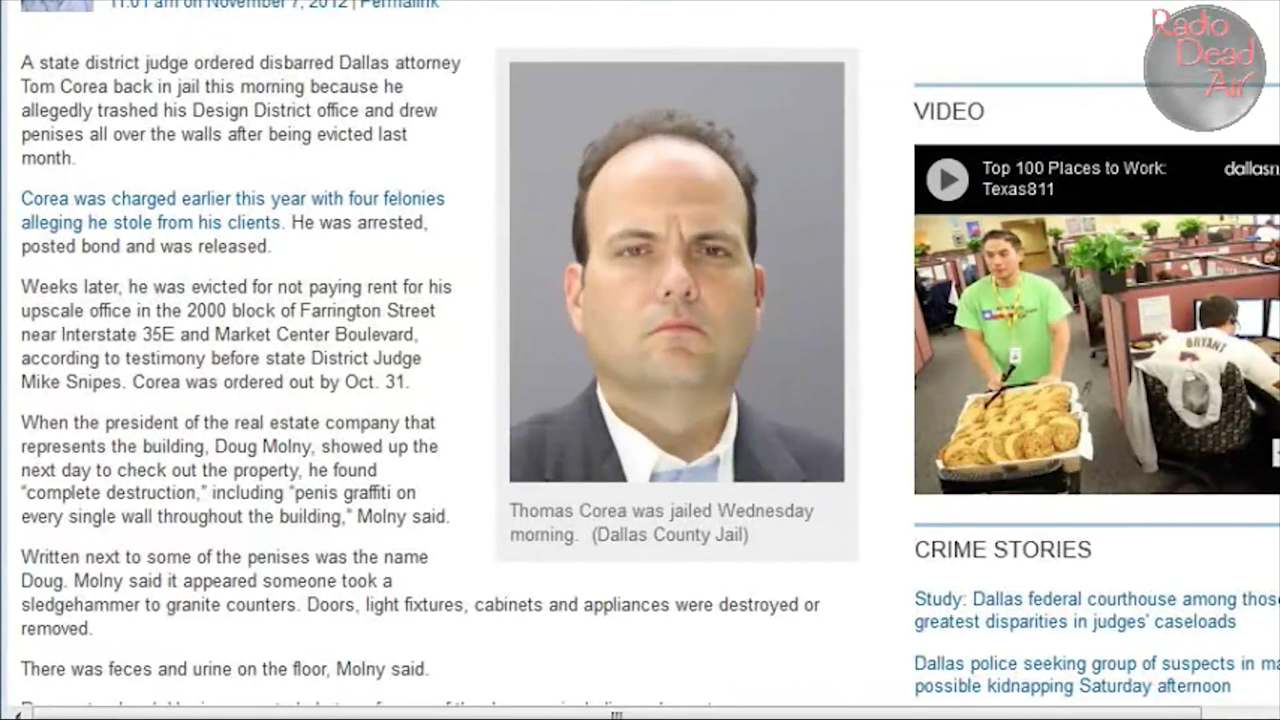 11:01 am on November 7, 2012 | Permalink
Radio
Dead
Air
A state district judge ordered disbarred Dallas attorney
Tom Corea back in jail this morning because he
allegedly trashed his Design District office and drew
penises all over the walls after being evicted last
month.
Corea was charged earlier this year with four felonies
alleging he stole from his clients. He was arrested,
posted bond and was released.
Weeks later, he was evicted for not paying rent for his
upscale office in the 2000 block of Farrington Street
near Interstate 35E and Market Center Boulevard,
according to testimony before state District Judge
Mike Snipes. Corea was ordered out by Oct. 31.
When the president of the real estate company that
represents the building, Doug Molny, showed up the
next day to check out the property, he found
“complete destruction,” including “penis graffiti on
every single wall throughout the building,” Molny said.
Written next to some of the penises was the name
Doug. Molny said it appeared someone took a
sledgehammer to granite counters. Doors, light fixtures, cabinets and appliances were destroyed or
removed.
There was feces and urine on the floor, Molny said.
Thomas Corea was jailed Wednesday
morning. (Dallas County Jail)
VIDEO
Top 100 Places to Work:
Texas811
dallasn
BRYANT
CRIME STORIES
Study: Dallas federal courthouse among thos
greatest disparities in judges' caseloads
Dallas police seeking group of suspects in ma
possible kidnapping Saturday afternoon